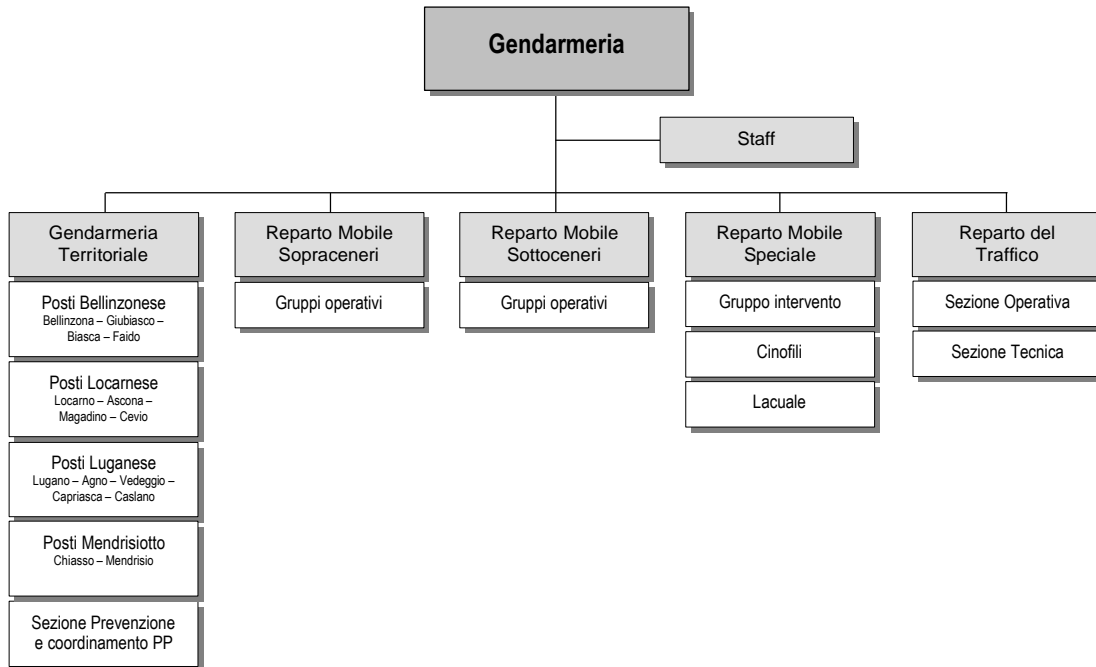 Gendarmeria
Staff
Gendarmeria
Territoriale
Reparto Mobile
Sopraceneri
Reparto Mobile
Sottoceneri
Reparto Mobile
Speciale
Reparto del
Traffico
Posti Bellinzonese
Bellinzona – Giubiasco –
Biasca – Faido
Posti Locarnese
Locarno – Ascona –
Magadino – Cevio
Posti Luganese
Lugano – Agno – Vedeggio –
Capriasca – Caslano
Posti Mendrisiotto
Chiasso – Mendrisio
Sezione Prevenzione
e coordinamento PP
Gruppi operativi
Gruppi operativi
Gruppo intervento
Cinofili
Lacuale
Sezione Operativa
Sezione Tecnica